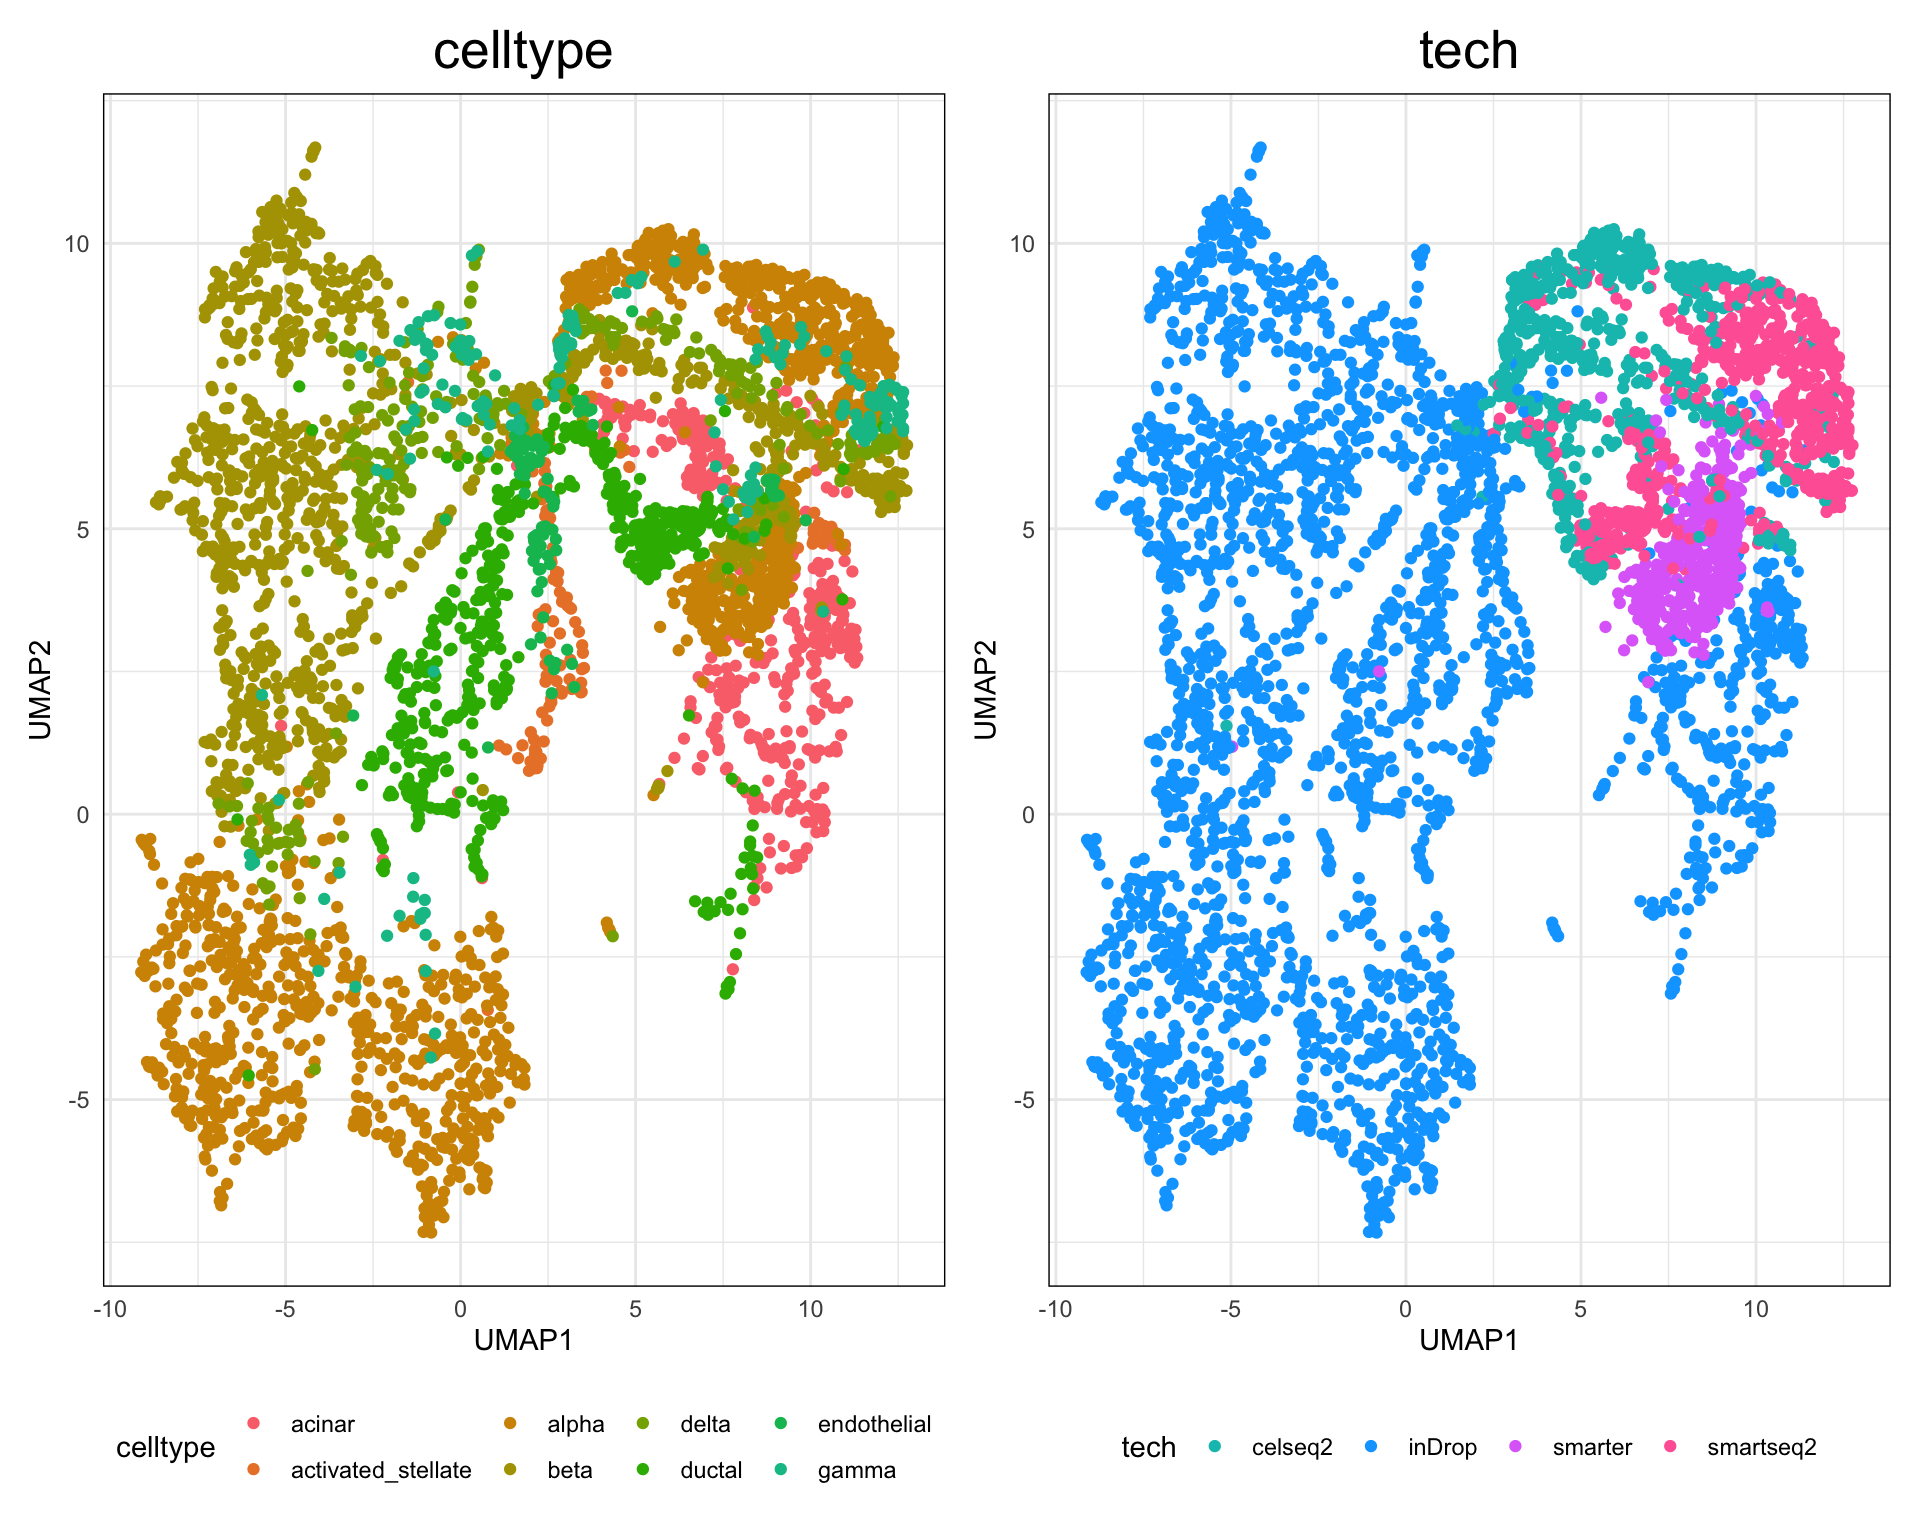 celltype
tech
UMAP2
10
5
0
-5
-10
-5
0
5
10
UMAP1
UMAP2
10
5
0
-5
-10
-5
0
5
10
UMAP1
celltype
acinar
alpha
delta
endothelial
activated_stellate
beta
ductal
gamma
tech
celseq2
inDrop
smarter
smartseq2